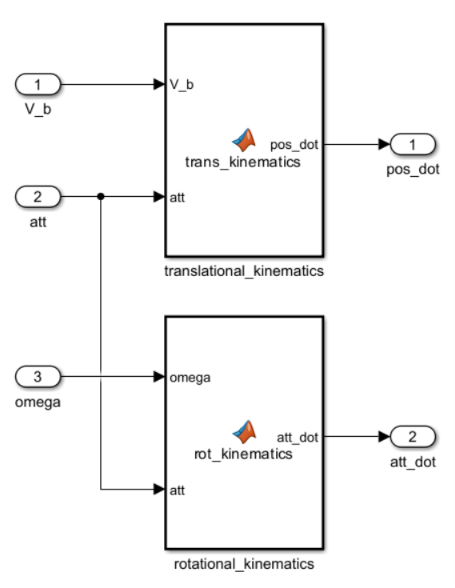 1
V_b
V_b
trans_kinematics
pos_dot
1
pos_dot
2
att
att
translational_kinematics
3
omega
omega
rot_kinematics
att_dot
2
att_dot
att
rotational_kinematics